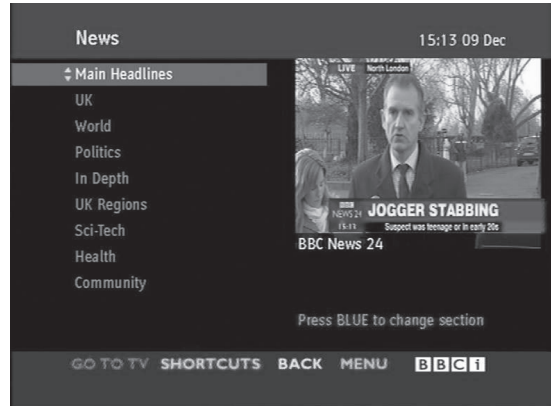 News
15:13 09 Dec
Main Headlines
UK
World
Politics
In Depth
UK Regions
Sci-Tech
Health
Community
LIVE North London
BBC
NEWS 24
15:13
JOGGER STABBING
Suspect was teenage or in early 20s
BBC News 24
Press BLUE to change section
GO TO TV SHORTCUTS BACK MENU BBCi